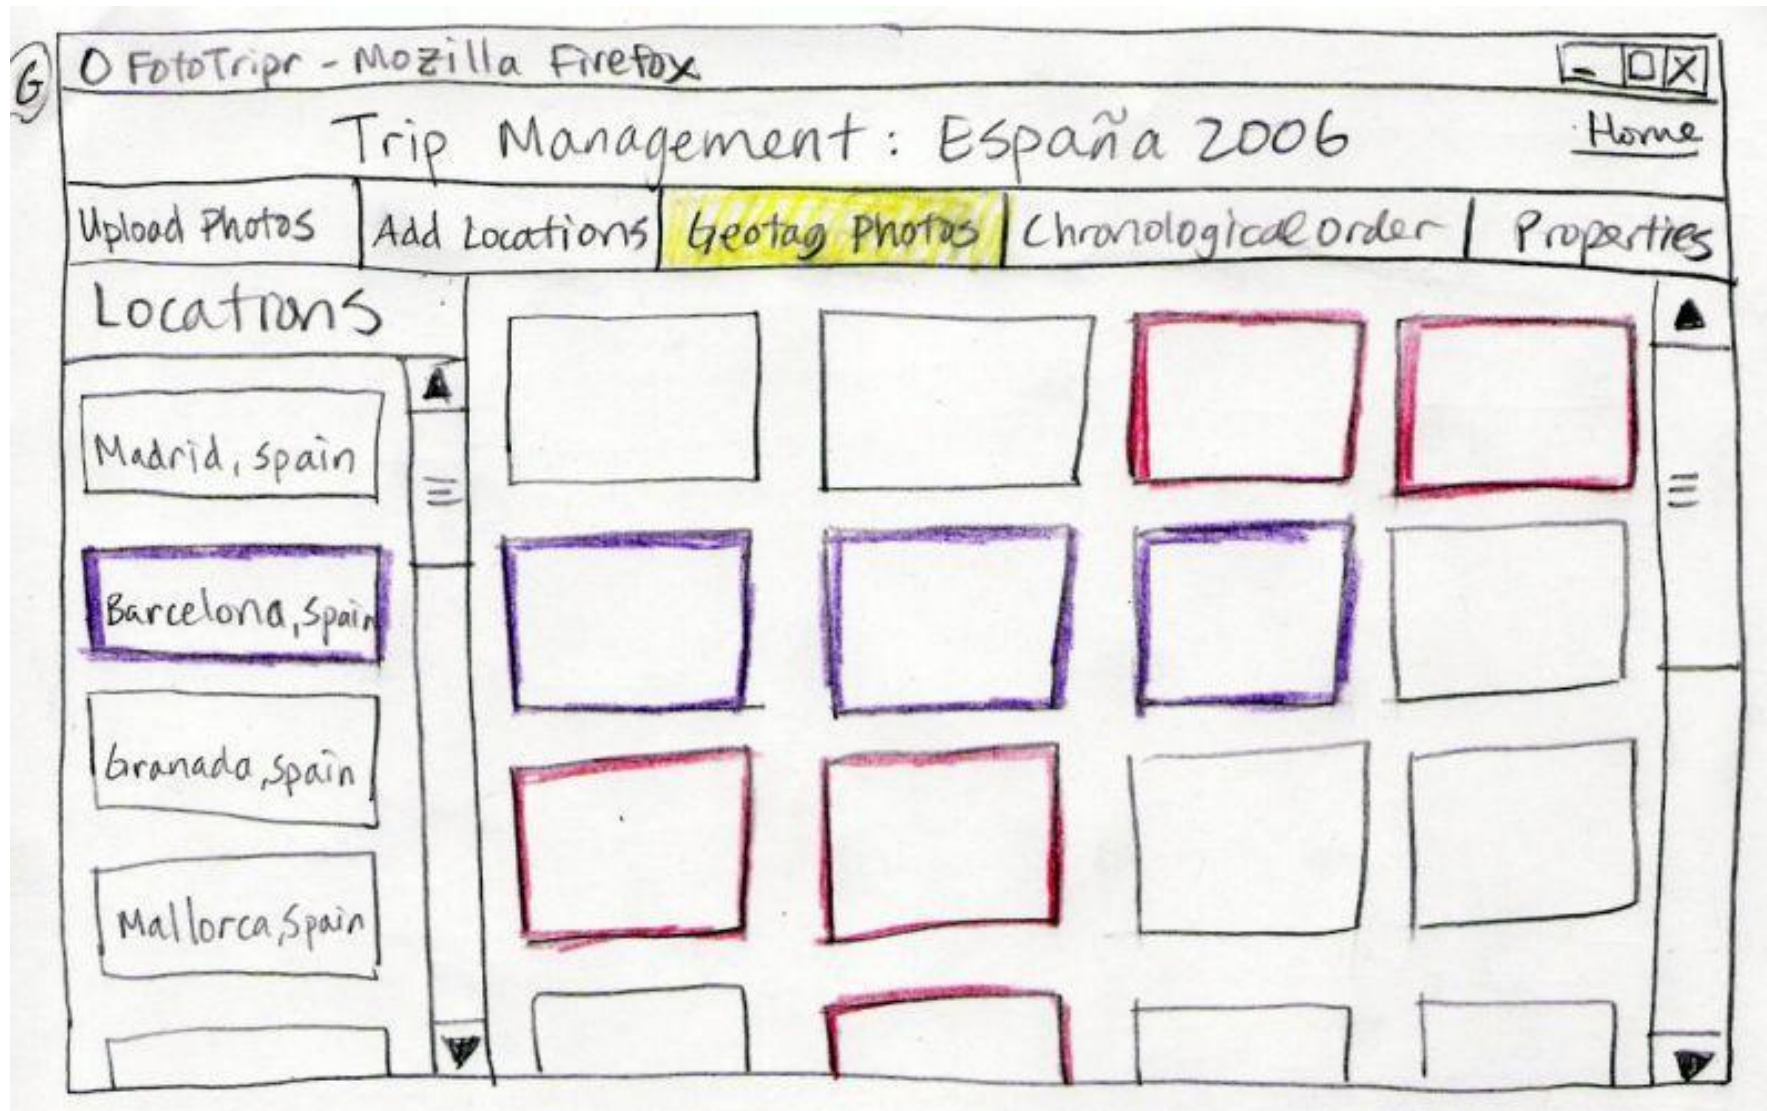 G
FotoTripr - Mozilla Firefox
Trip Management: España 2006
Home
Upload Photos
Add Locations
Geotag Photos
Chronological order
Properties
Locations
Madrid, Spain
Barcelona, Spain
Granada, Spain
Mallorca, Spain